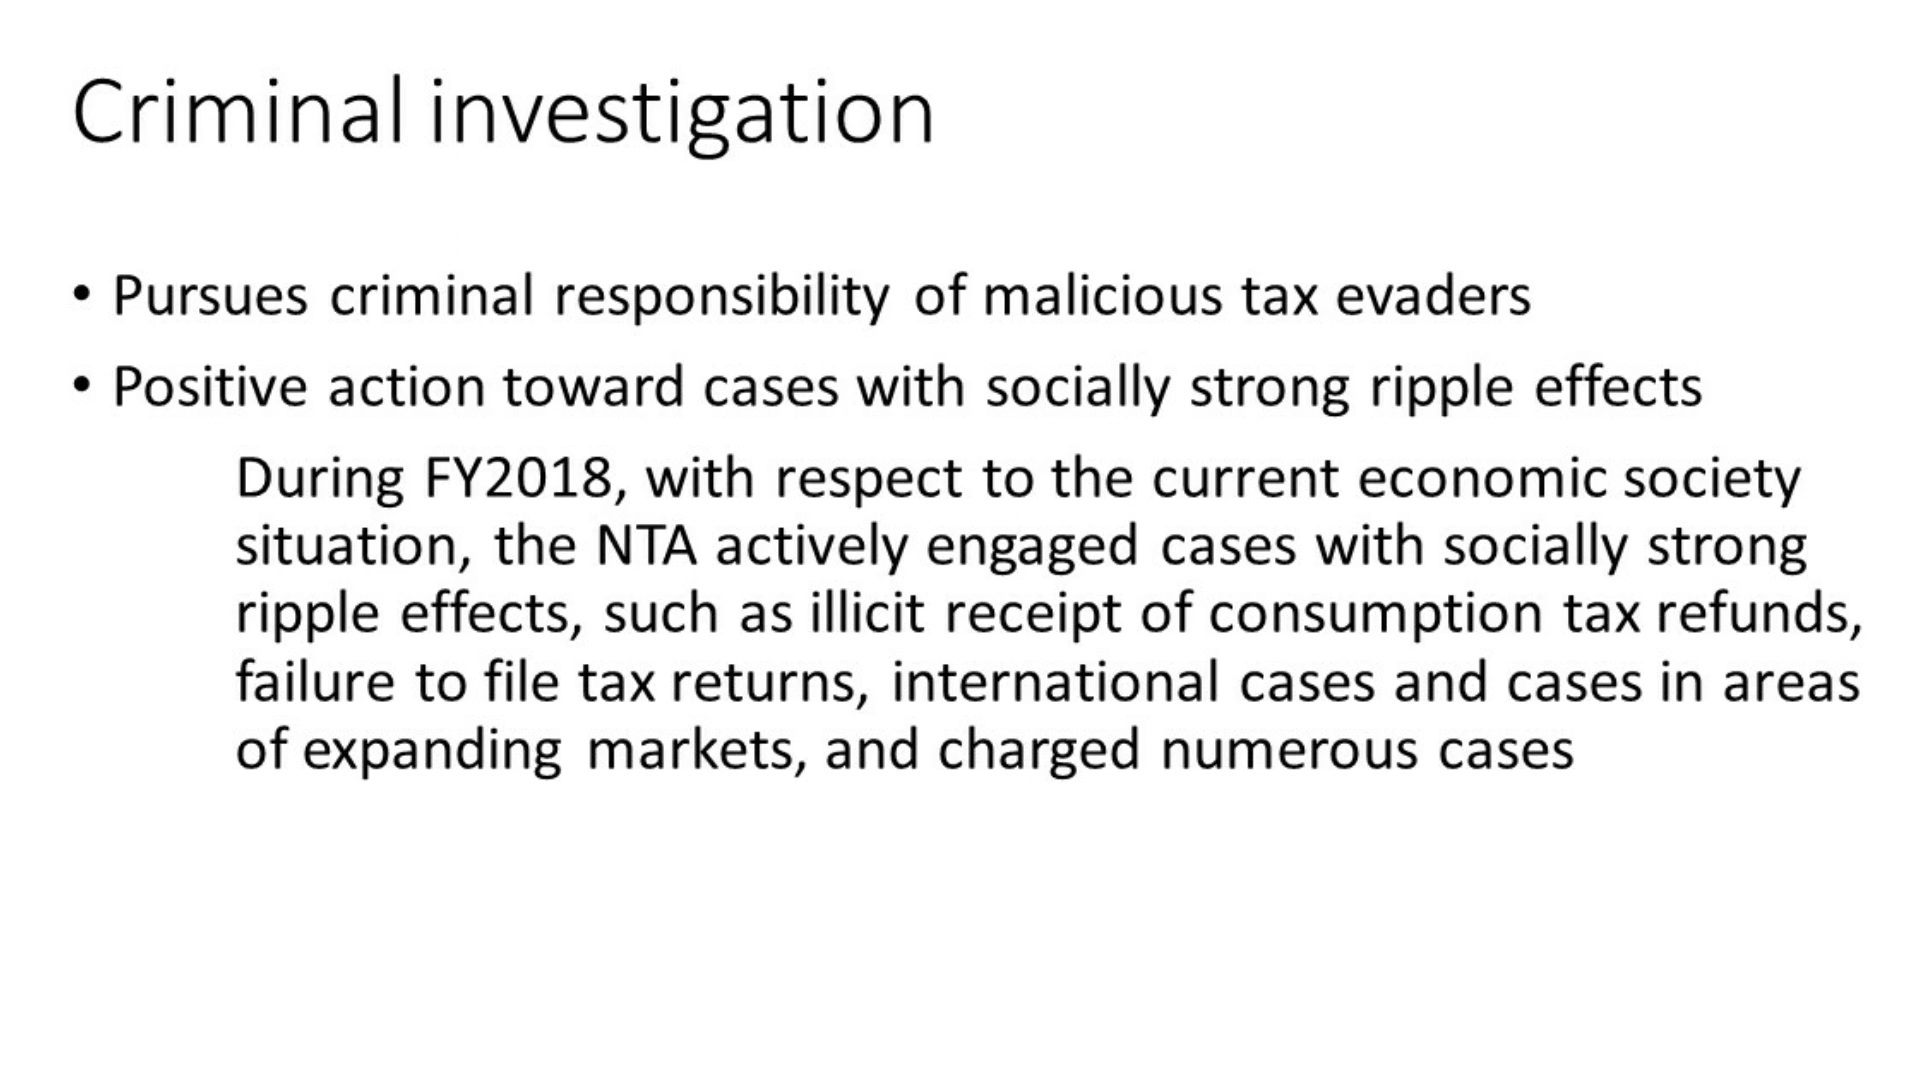 Criminal investigation
• Pursues criminal responsibility of malicious tax evaders
• Positive action toward cases with socially strong ripple effects
During FY2018, with respect to the current economic society
situation, the NTA actively engaged cases with socially strong
ripple effects, such as illicit receipt of consumption tax refunds,
failure to file tax returns, international cases and cases in areas
of expanding markets, and charged numerous cases